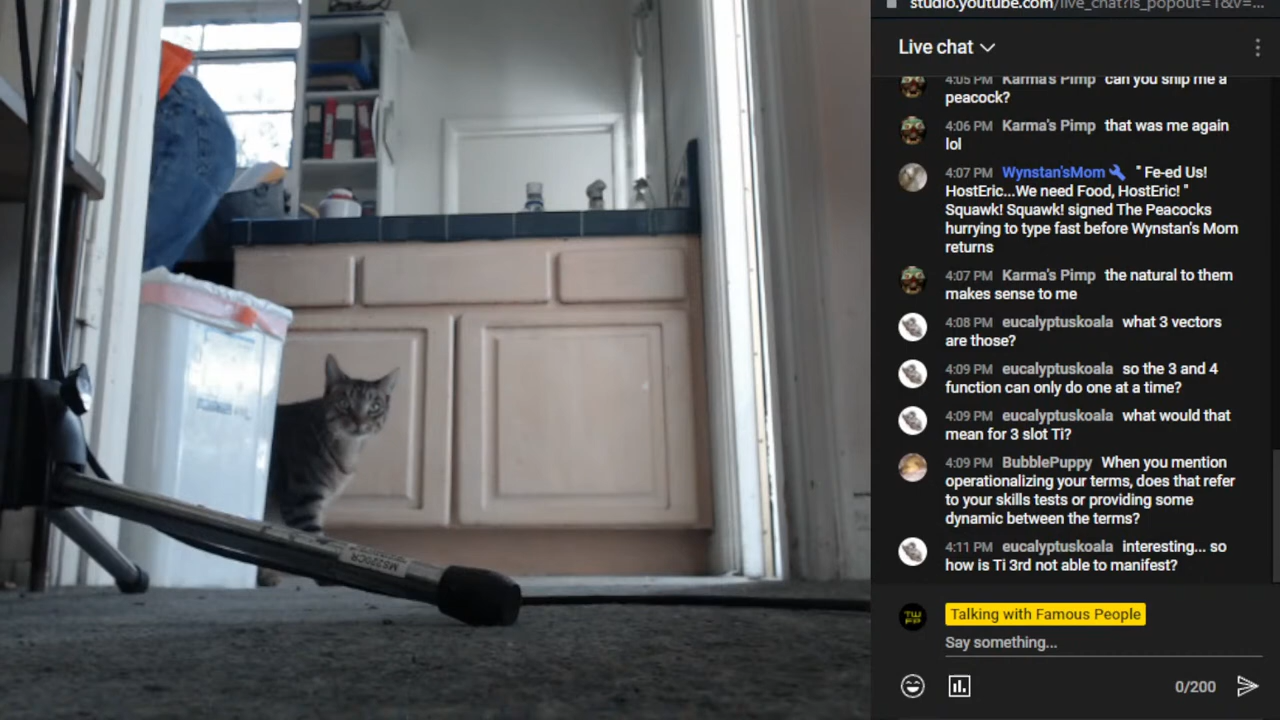 studio.youtube.com/live_chat?is_popout=1&v=...
Live chat
4:05 PM Karma's Pimp can you ship me a
peacock?
4:06 PM Karma's Pimp that was me again
lol
4:07 PM Wynstan'sMom " Fe-ed Us!
HostEric...We need Food, HostEric! "
Squawk! Squawk! signed The Peacocks
hurrying to type fast before Wynstan's Mom
returns
4:07 PM Karma's Pimp the natural to them
makes sense to me
4:08 PM eucalyptuskoala what 3 vectors
are those?
4:09 PM eucalyptuskoala so the 3 and 4
function can only do one at a time?
4:09 PM eucalyptuskoala what would that
mean for 3 slot Ti?
4:09 PM BubblePuppy When you mention
operationalizing your terms, does that refer
to your skills tests or providing some
dynamic between the terms?
4:11 PM eucalyptuskoala interesting... so
how is Ti 3rd not able to manifest?
TW
FP
Talking with Famous People
Say something...
0/200
MS220CR